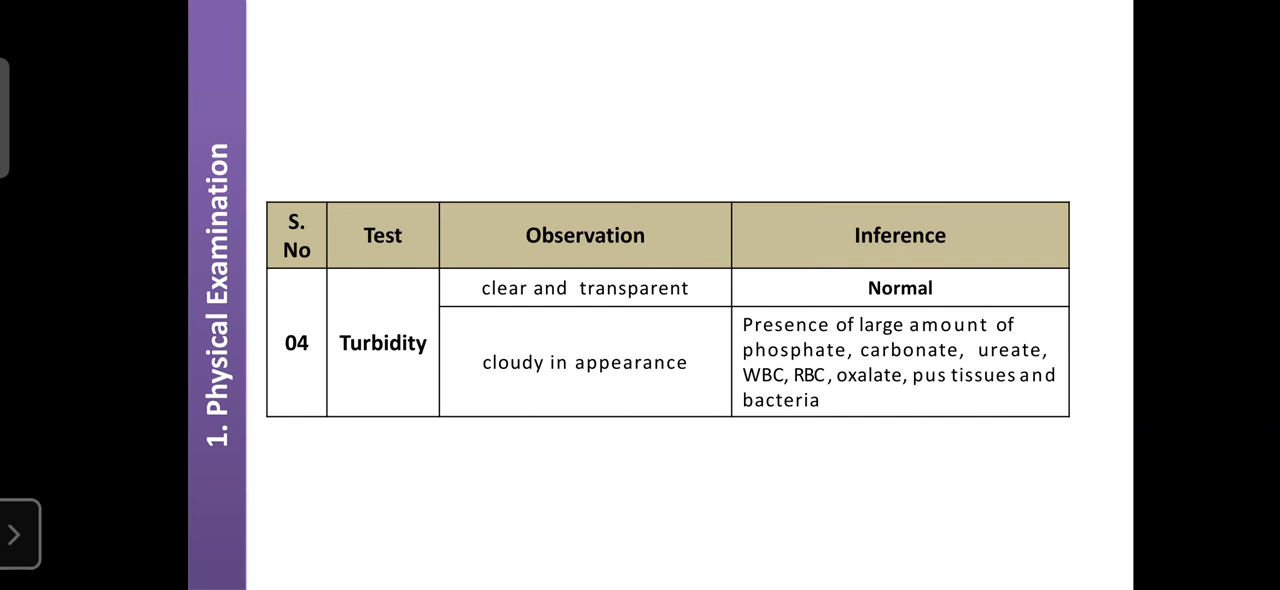 1. Physical Examination
S.
No
Test
Observation
Inference
04
Turbidity
clear and transparent
Normal
cloudy in appearance
Presence of large amount of
phosphate, carbonate, ureate,
WBC, RBC, oxalate, pus tissues and
bacteria